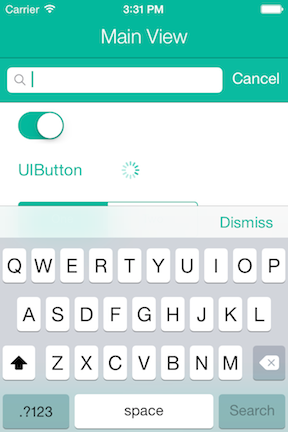 Carrier 3:31 PM
Main View
Cancel
UIButton
Dismiss
Q W E R T Y U I O P
A S D F G H J K L
Z X C V B N M
.?123 space Search